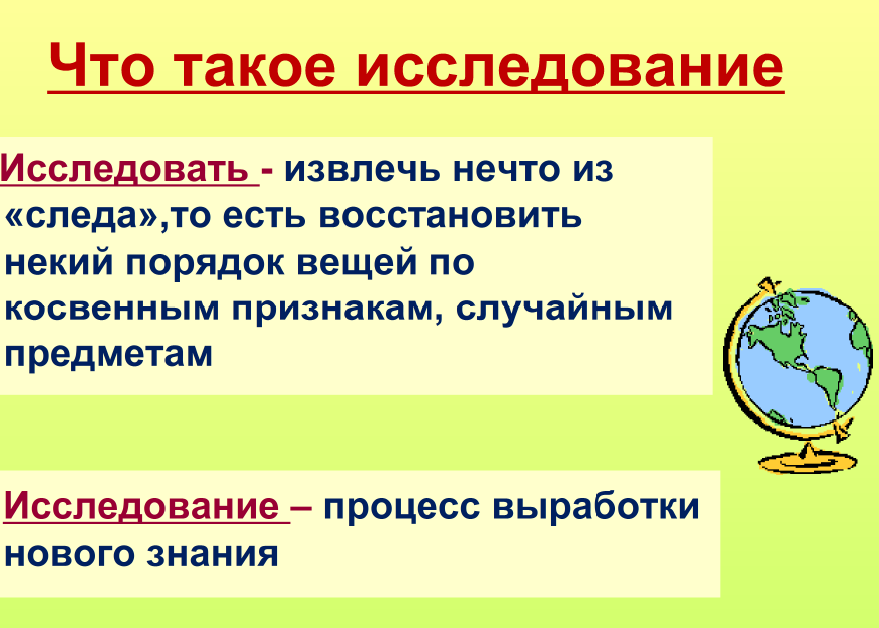 Что такое исследование
Исследовать - извлечь нечто из
«следа»,то есть восстановить
некий порядок вещей по
косвенным признакам, случайным
предметам
Исследование – процесс выработки
нового знания